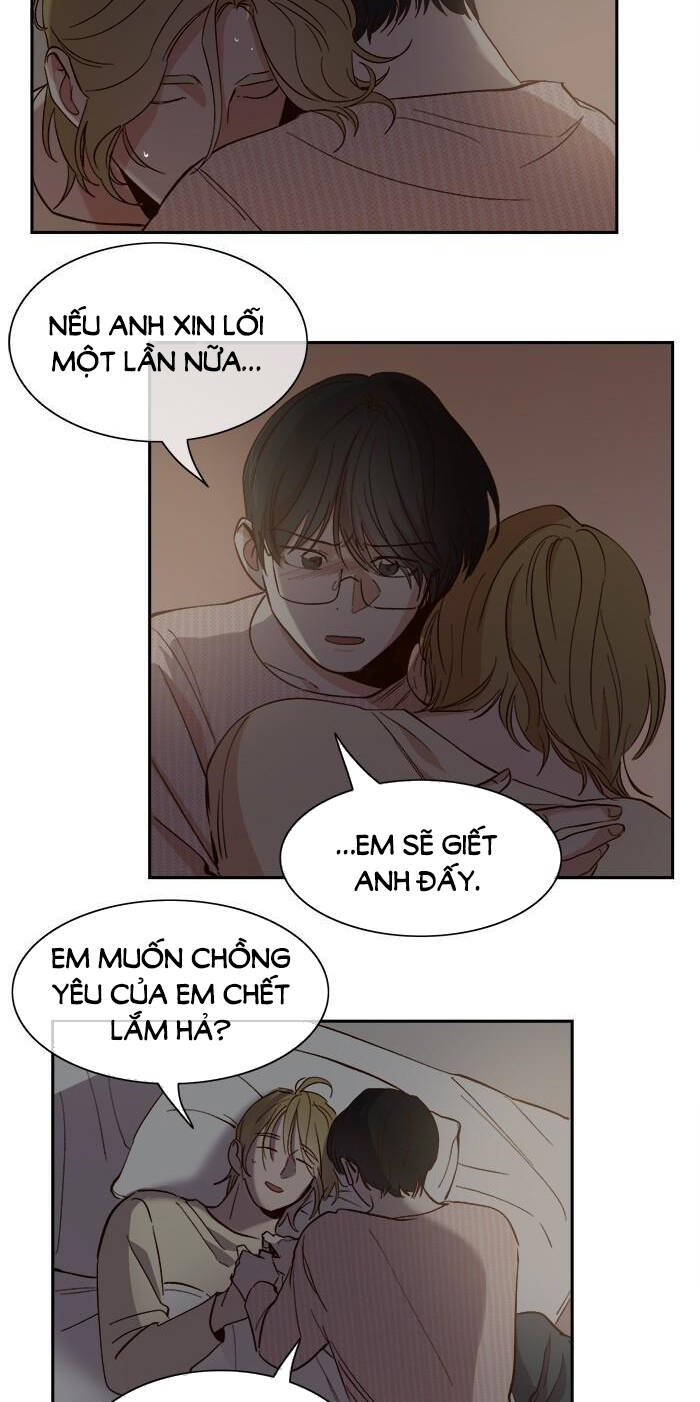 NẾU ANH XIN LỖI
MỘT LẦN NỮA...
...EM SẼ GIẾT
ANH ĐẤY.
EM MUỐN CHỒNG
YÊU CỦA EM CHẾT
LẮM HẢ?